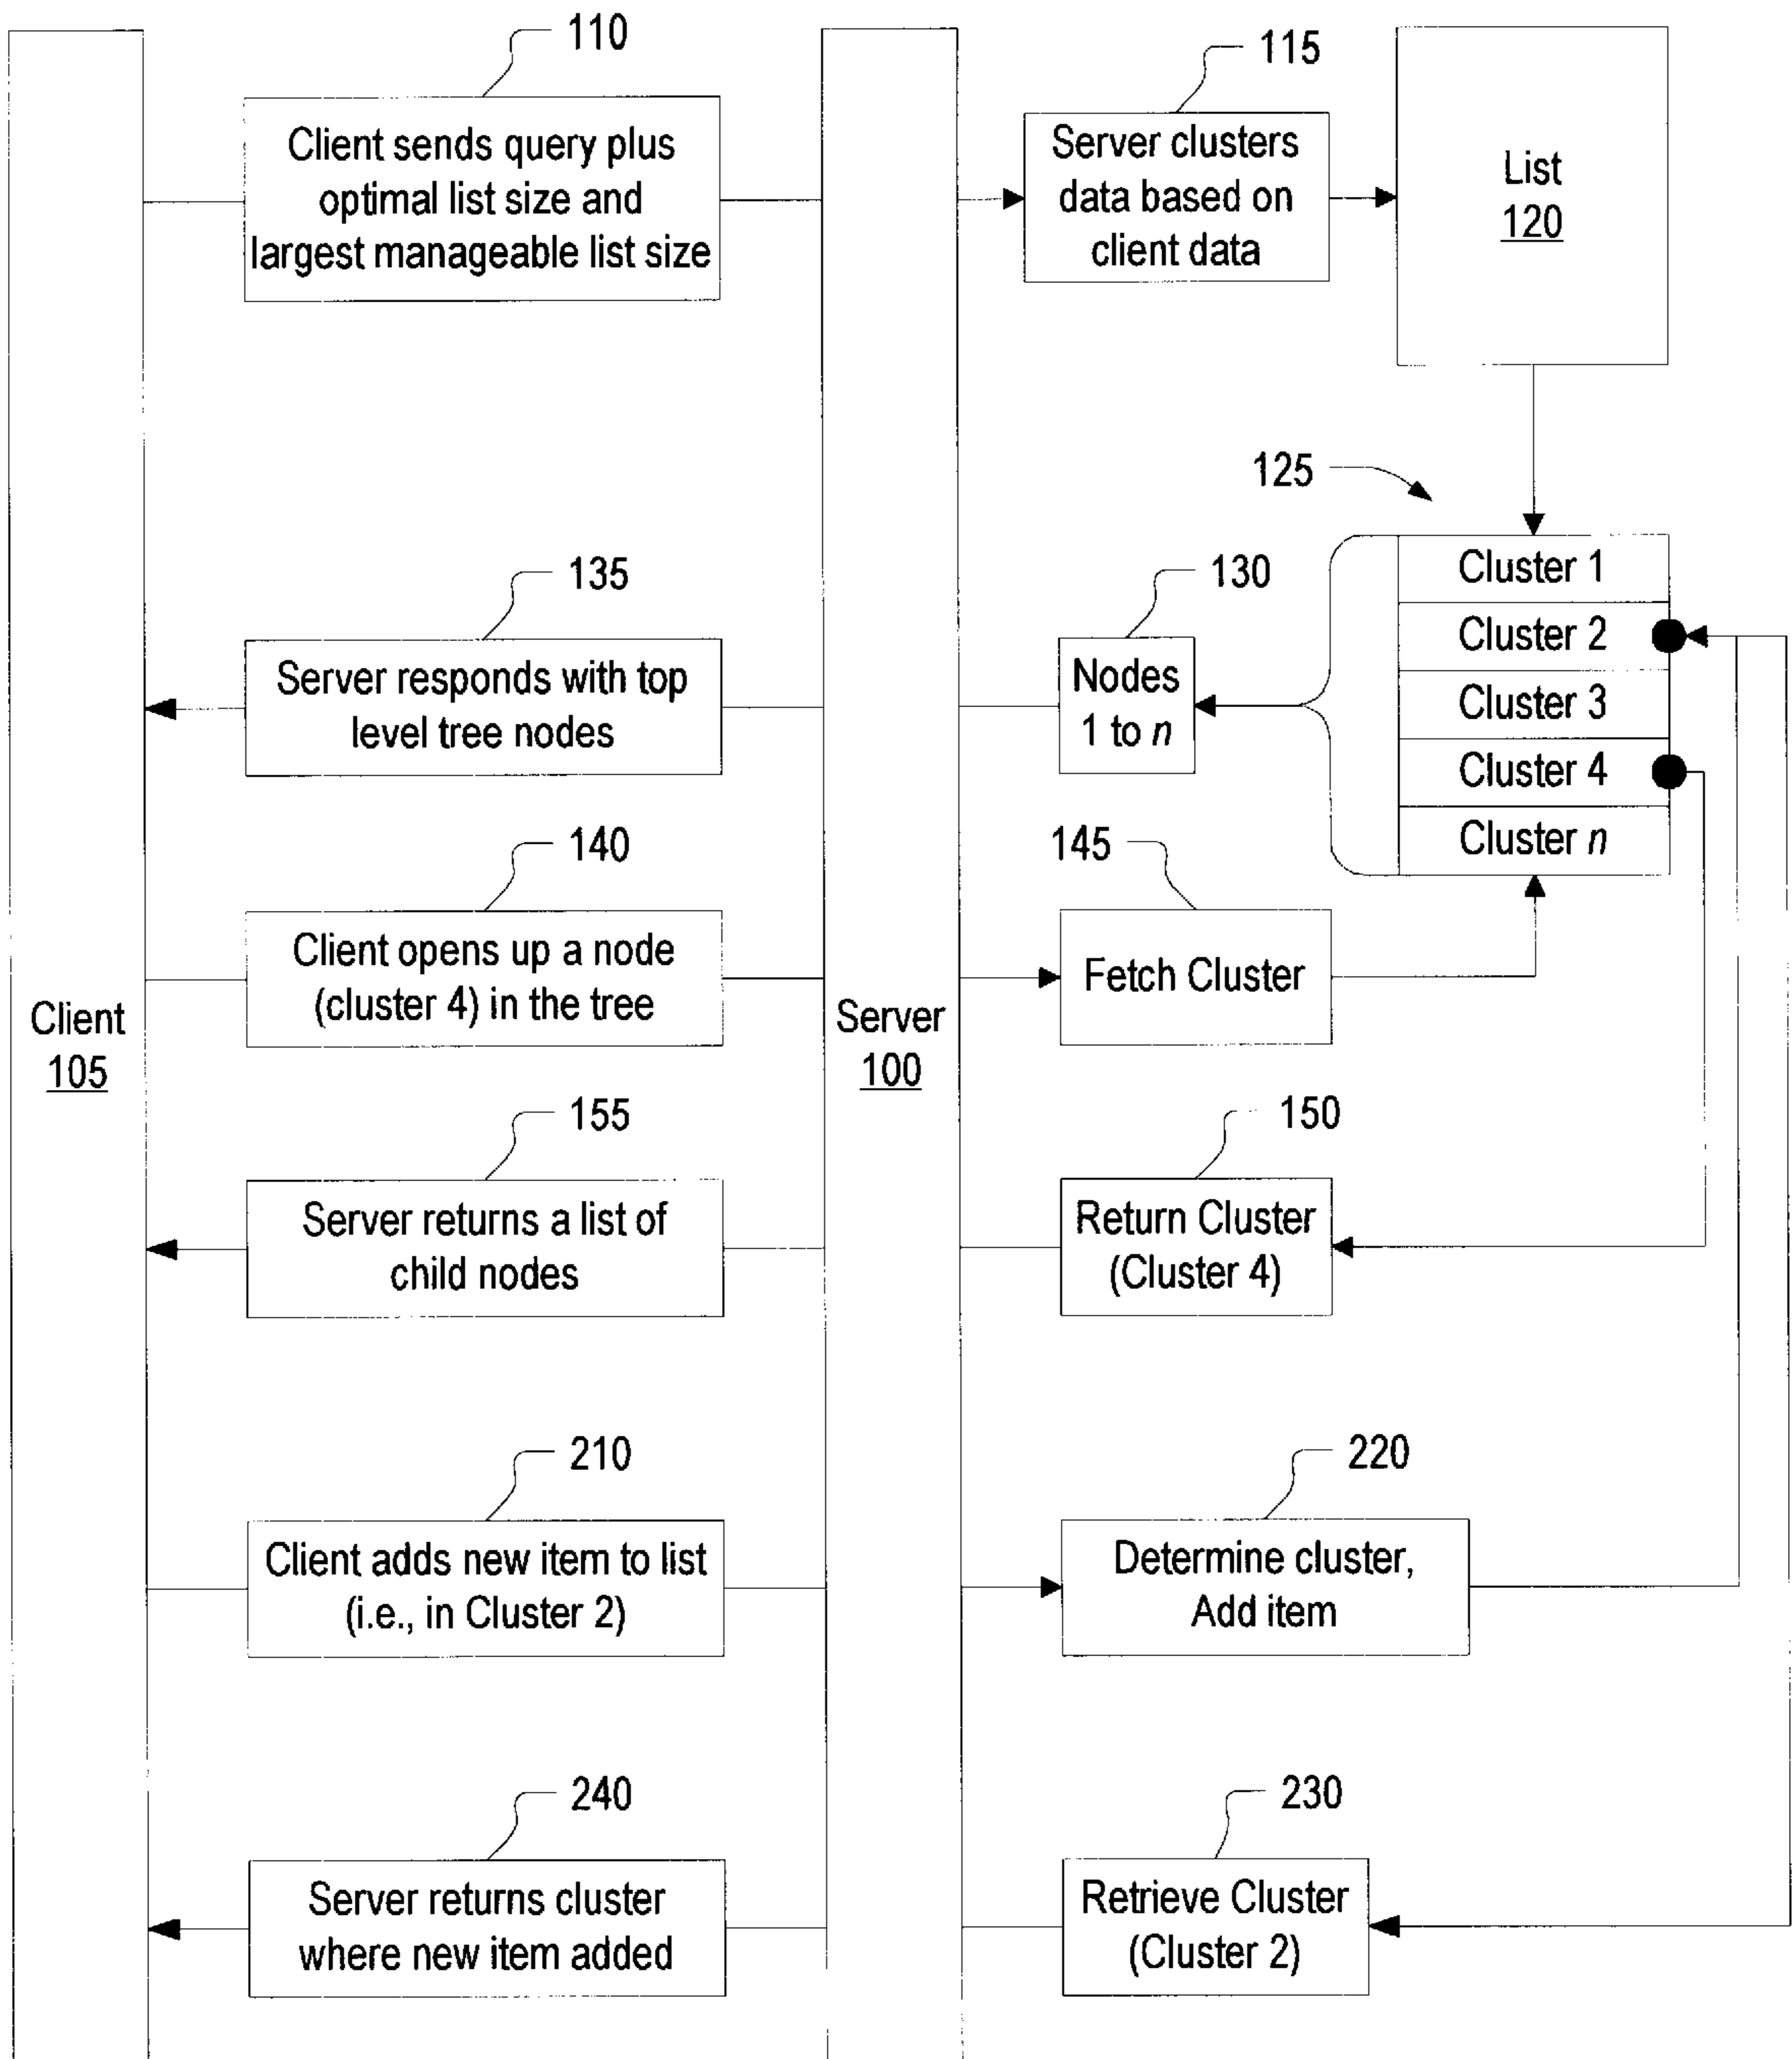 110
115
Client sends query plus
optimal list size and
largest manageable list size
Server clusters
data based on
client data
List
120
125
135
130
Cluster 1
Cluster 2
Cluster 3
Cluster 4
Cluster n
Server responds with top
level tree nodes
Nodes
1 to n
140
145
Client opens up a node
(cluster 4) in the tree
Fetch Cluster
Client
105
Server
100
155
150
Server returns a list of
child nodes
Return Cluster
(Cluster 4)
210
220
Client adds new item to list
(i.e., in Cluster 2)
Determine cluster,
Add item
240
230
Server returns cluster
where new item added
Retrieve Cluster
(Cluster 2)